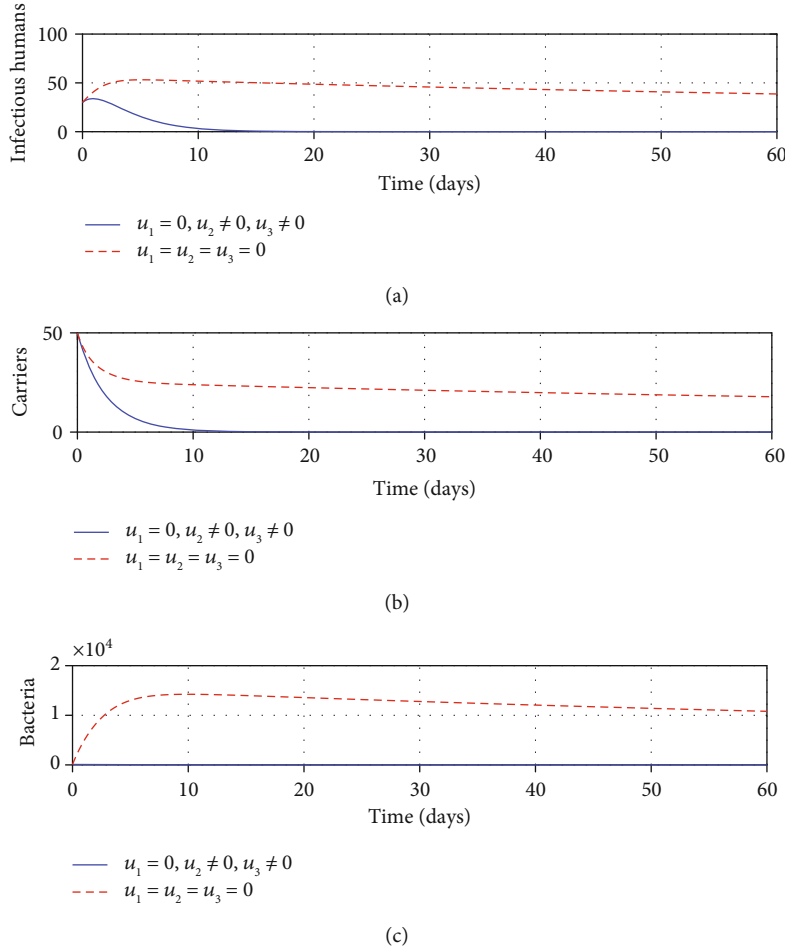 100
50
0
Infectious humans
0 10 20 30 40 50 60
Time (days)
u₁ = 0, u₂ ≠ 0, u₃ ≠ 0
u₁ = u₂ = u₃ = 0
(a)
50
0
Carriers
0 10 20 30 40 50 60
Time (days)
u₁ = 0, u₂ ≠ 0, u₃ ≠ 0
u₁ = u₂ = u₃ = 0
(b)
×10⁴
2
1
0
Bacteria
0 10 20 30 40 50 60
Time (days)
u₁ = 0, u₂ ≠ 0, u₃ ≠ 0
u₁ = u₂ = u₃ = 0
(c)